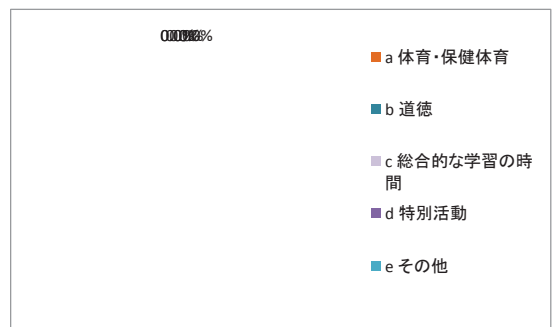 a 体育・保健体育
b 道徳
c 総合的な学習の時
間
d 特別活動
e その他